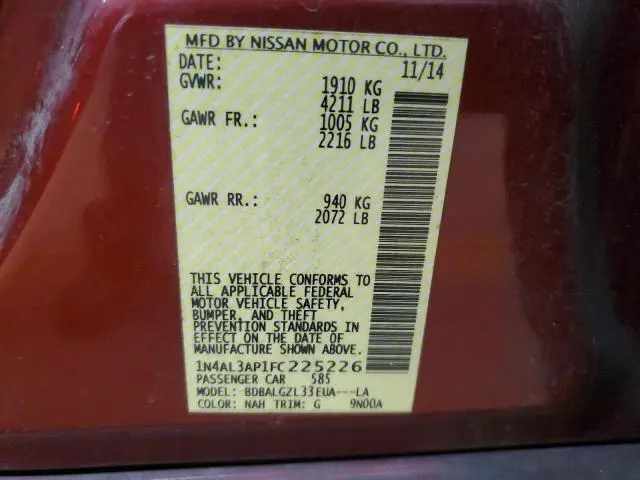 MFD BY NISSAN MOTOR CO., LTD.
DATE: 11/14
GVWR: 1910 KG
4211 LB
GAWR FR.: 1005 KG
2216 LB
GAWR RR.: 940 KG
2072 LB
THIS VEHICLE CONFORMS TO
ALL APPLICABLE FEDERAL
MOTOR VEHICLE SAFETY,
BUMPER, AND THEFT
PREVENTION STANDARDS IN
EFFECT ON THE DATE OF
MANUFACTURE SHOWN ABOVE.
1N4AL3AP1FC225226
PASSENGER CAR 585
MODEL: BDBALGZL33EUA---LA
COLOR: NAH TRIM: G 9N00A